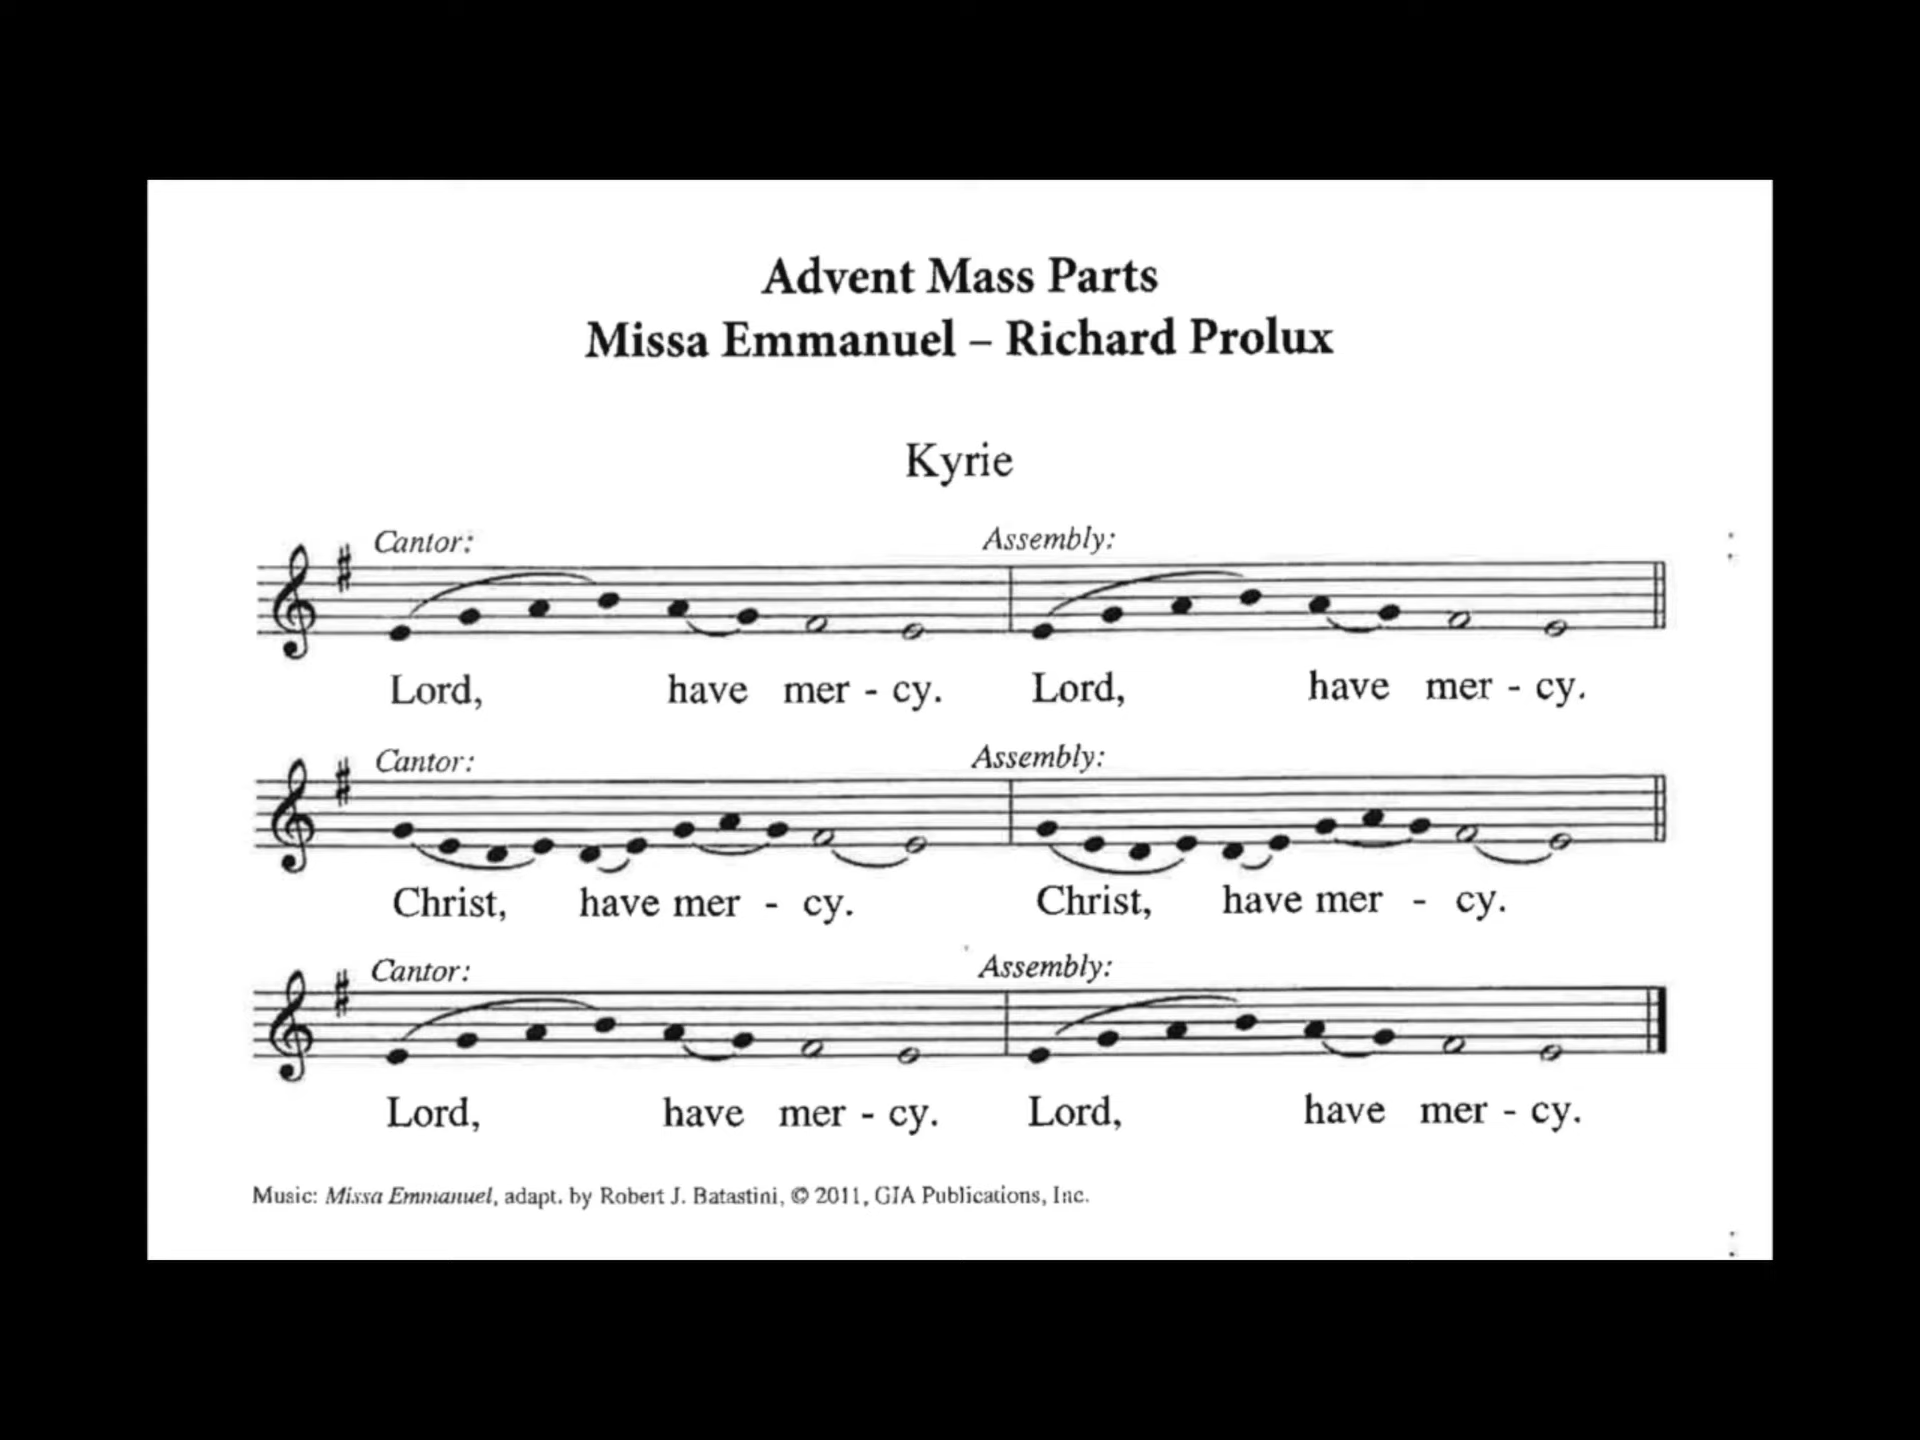 Advent Mass Parts
Missa Emmanuel – Richard Prolux
Kyrie
Cantor: Assembly:
Lord, have mer - cy. Lord, have mer - cy.
Cantor: Assembly:
Christ, have mer - cy. Christ, have mer - cy.
Cantor: Assembly:
Lord, have mer - cy. Lord, have mer - cy.
Music: Missa Emmanuel, adapt. by Robert J. Batastini, © 2011, GIA Publications, Inc.